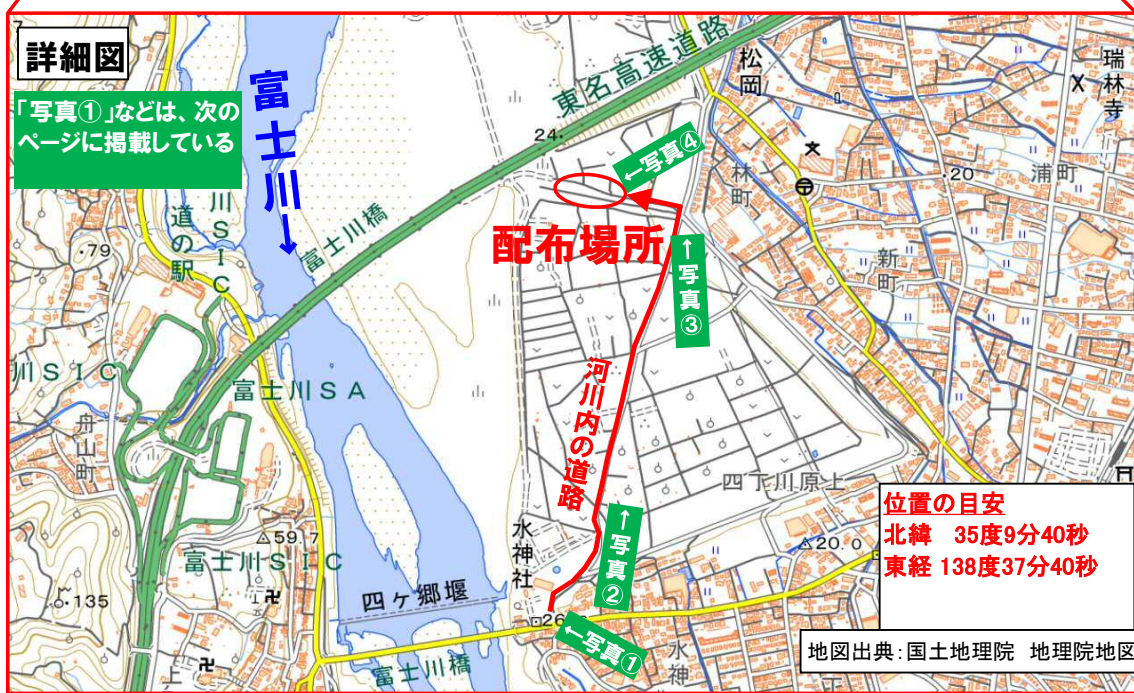 詳細図
「写真①」などは、次の
ページに掲載している
富士川→
東名高速道路
松岡
瑞林寺
24
←写真④
林町
20
浦町
川SIC
道の駅
富士川橋
79
配布場所
↑写真③
新町
川SIC
富士川SA
舟山町
河川内の道路
四丁川原上
水神社
↑写真②
59.7
20.0
富士川SIC
135
四ヶ郷堰
26
←写真①
水神
上
富士川橋
位置の目安
北緯 35度9分40秒
東経 138度37分40秒
地図出典:国土地理院 地理院地図